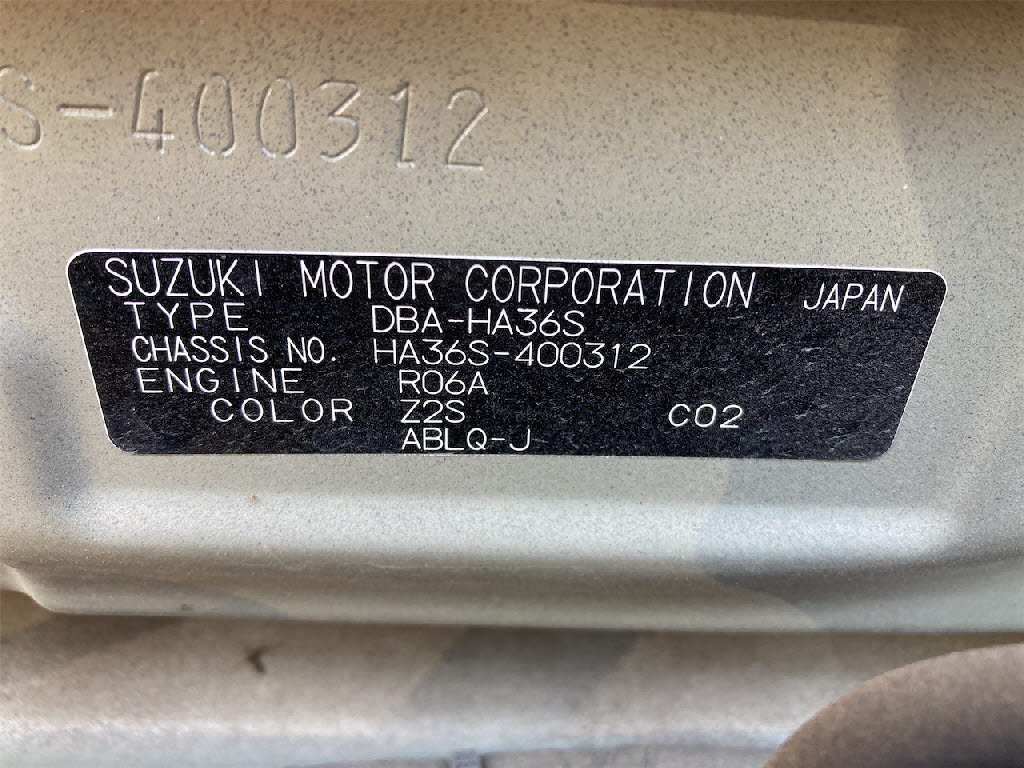 S-400312
SUZUKI MOTOR CORPORATION JAPAN
TYPE DBA-HA36S
CHASSIS NO. HA36S-400312
ENGINE R06A
COLOR Z2S C02
ABLQ-J